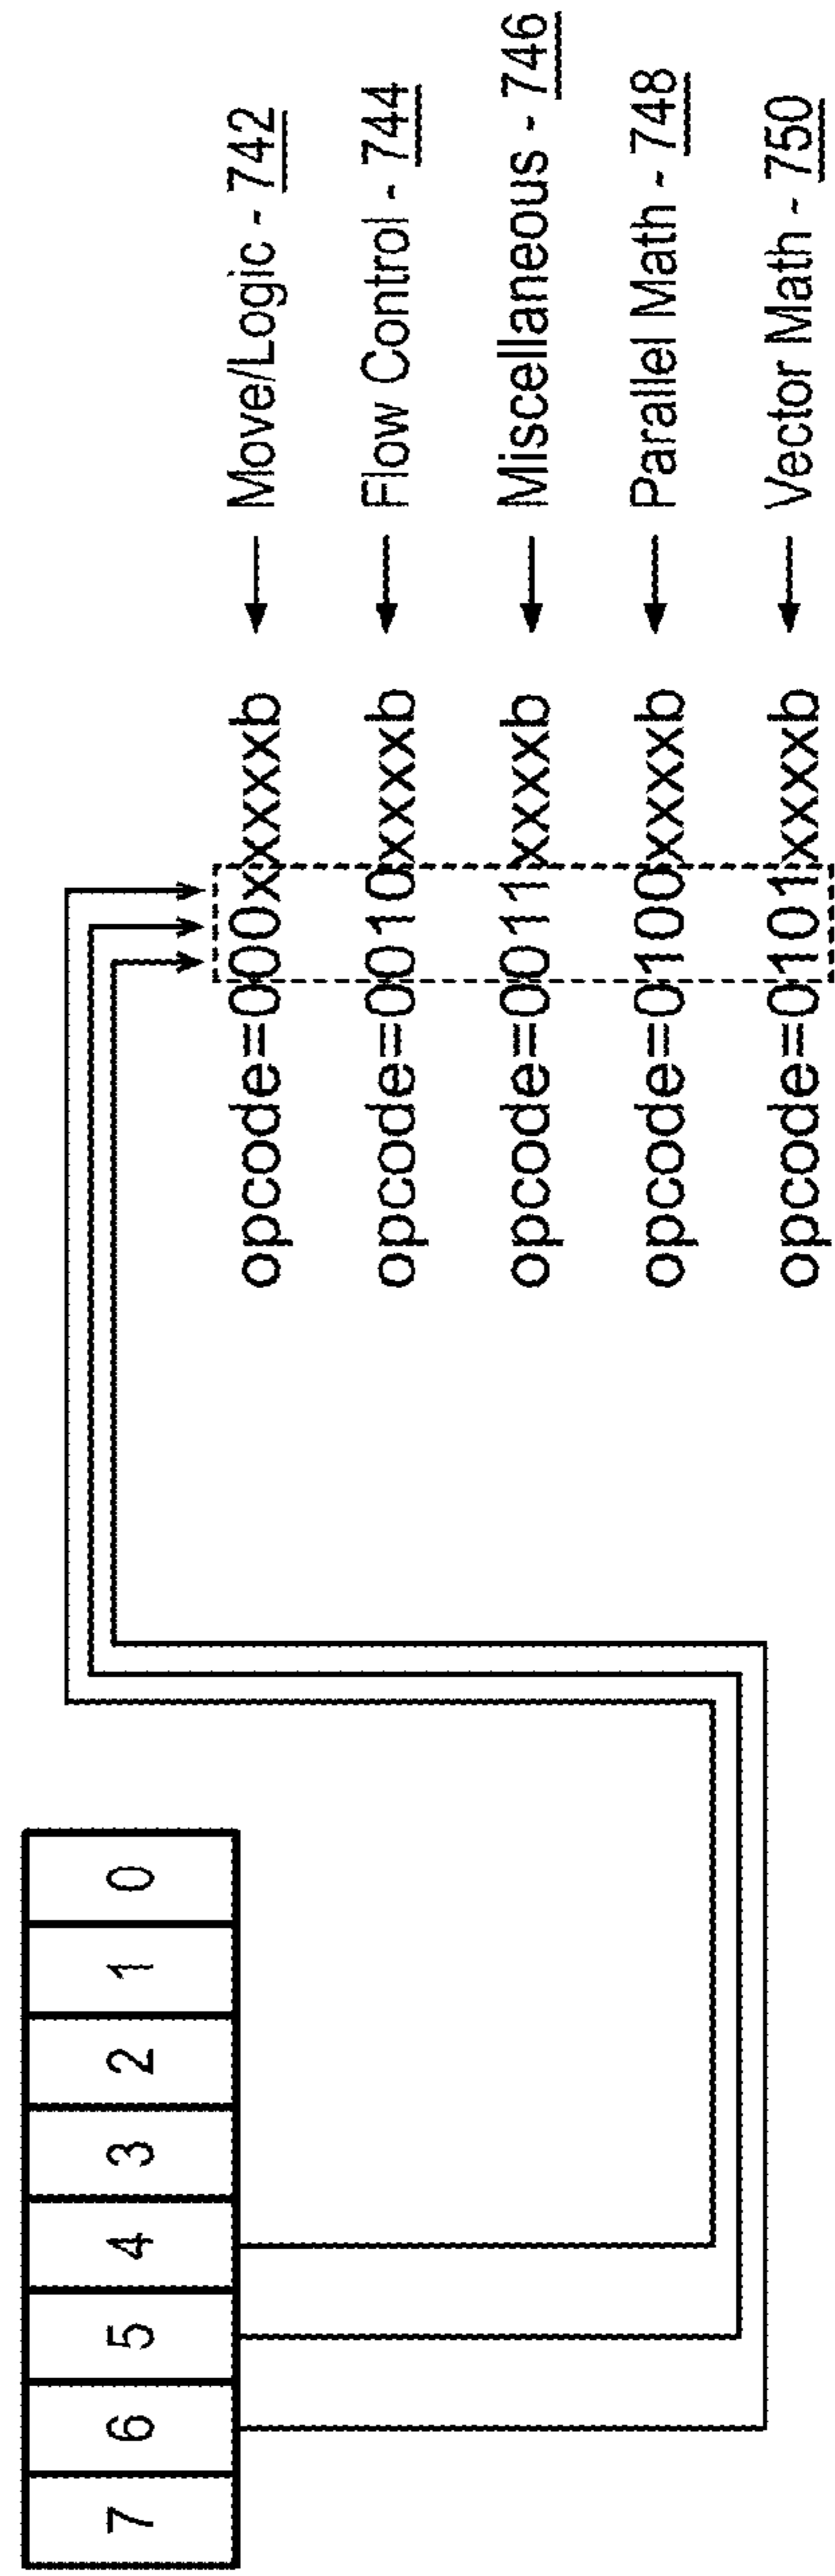 7 6 5 4 3 2 1 0
opcode=000xxxxxb Move/Logic - 742
opcode=0010xxxxb Flow Control - 744
opcode=0011xxxxb Miscellaneous - 746
opcode=0100xxxxb Parallel Math - 748
opcode=0101xxxxb Vector Math - 750